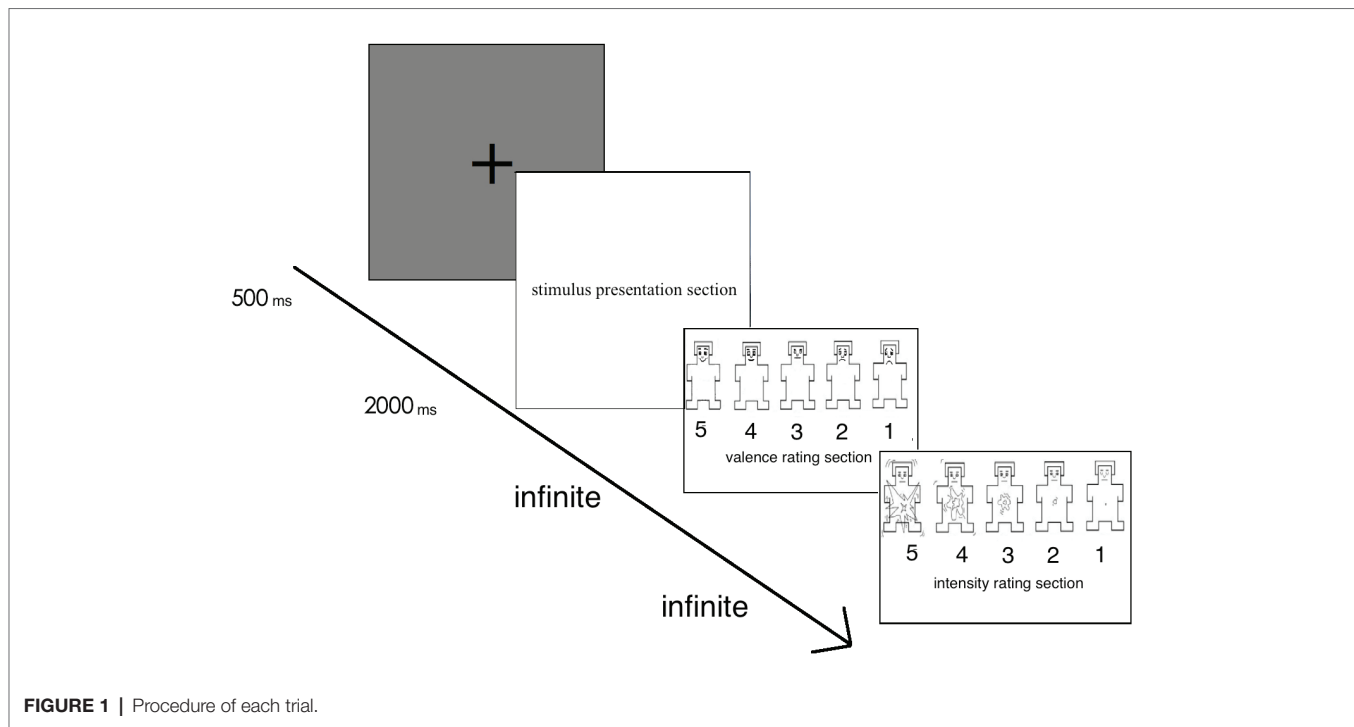 500 ms
stimulus presentation section
2000 ms
5 4 3 2 1
valence rating section
infinite
5 4 3 2 1
intensity rating section
infinite
FIGURE 1 | Procedure of each trial.